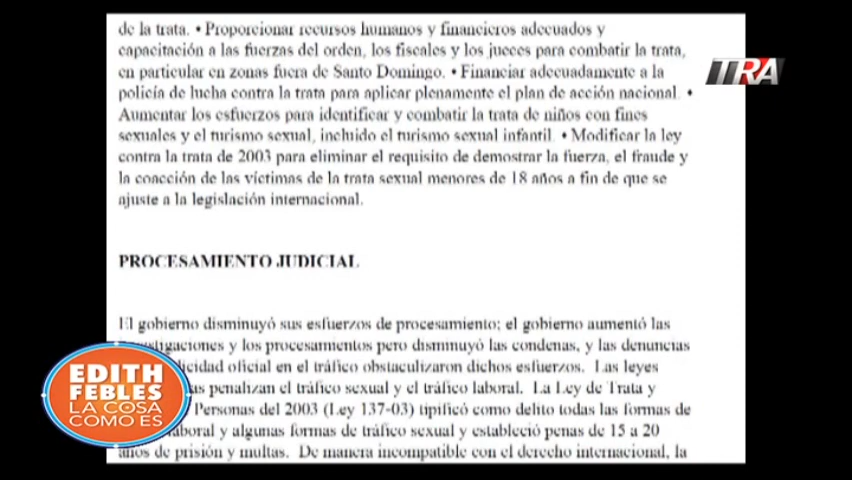 de la trata. • Proporcionar recursos humanos y financieros adecuados y
capacitación a las fuerzas del orden, los fiscales y los jueces para combatir la trata,
en particular en zonas fuera de Santo Domingo. • Financiar adecuadamente a la
policía de lucha contra la trata para aplicar plenamente el plan de acción nacional. •
Aumentar los esfuerzos para identificar y combatir la trata de niños con fines
sexuales y el turismo sexual, incluido el turismo sexual infantil. • Modificar la ley
contra la trata de 2003 para eliminar el requisito de demostrar la fuerza, el fraude y
la coacción de las víctimas de la trata sexual menores de 18 años a fin de que se
ajuste a la legislación internacional.
PROCESAMIENTO JUDICIAL
El gobierno disminuyó sus esfuerzos de procesamiento; el gobierno aumentó las
y los procesamientos pero disminuyó las condenas, y las denuncias
oficial en el tráfico obstaculizaron dichos esfuerzos. Las leyes
penalizan el tráfico sexual y el tráfico laboral. La Ley de Trata y
Personas del 2003 (Ley 137-03) tipificó como delito todas las formas de
y algunas formas de tráfico sexual y estableció penas de 15 a 20
años de prisión y multas. De manera incompatible con el derecho internacional, la
EDITH
FEBLES
LA COSA
COMO ES